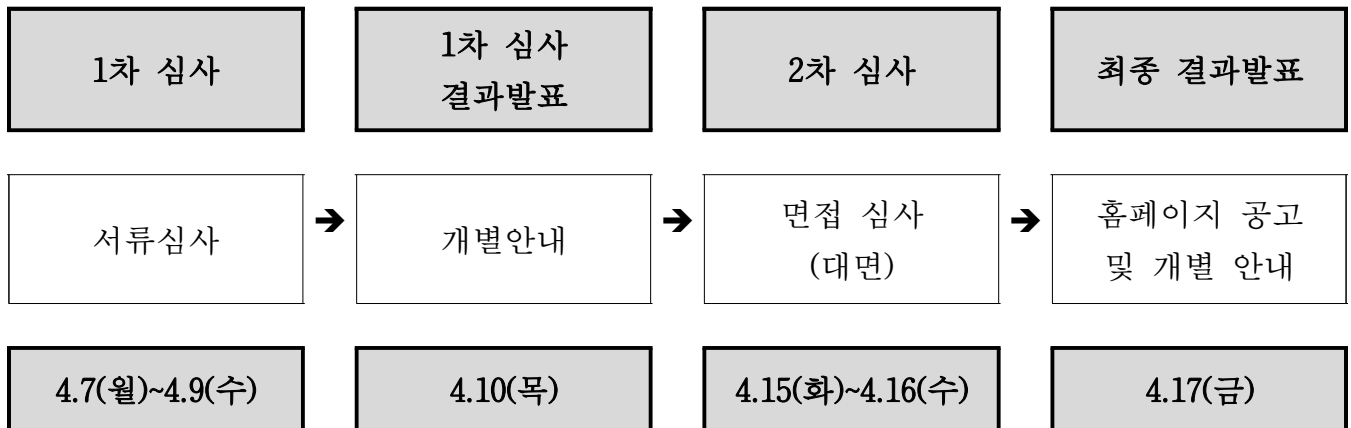 1차 심사
1차 심사
결과발표
2차 심사
최종 결과발표
서류심사
개별안내
면접 심사
(대면)
홈페이지 공고
및 개별 안내
4.7(월)~4.9(수)
4.10(목)
4.15(화)~4.16(수)
4.17(금)